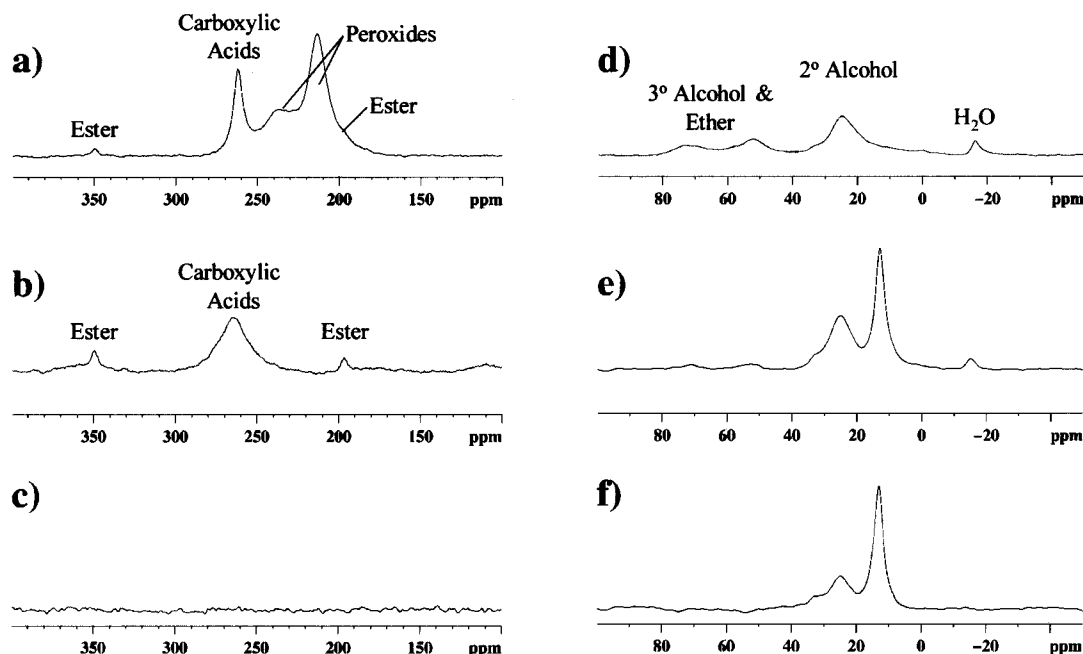 a)
Carboxylic
Acids
Peroxides
Ester
Ester
350 300 250 200 150 ppm
b)
Carboxylic
Acids
Ester
Ester
350 300 250 200 150 ppm
c)
350 300 250 200 150 ppm
d)
3º Alcohol &
Ether
2º Alcohol
H₂O
80 60 40 20 0 −20 ppm
e)
80 60 40 20 0 −20 ppm
f)
80 60 40 20 0 −20 ppm